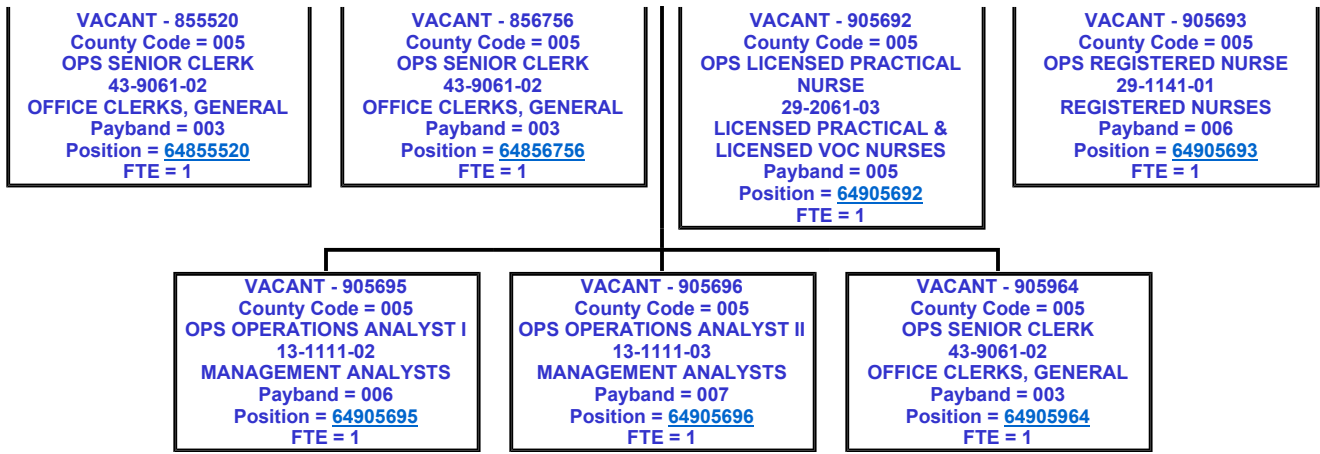 VACANT - 855520
County Code = 005
OPS SENIOR CLERK
43-9061-02
OFFICE CLERKS, GENERAL
Payband = 003
Position = 64855520
FTE = 1
VACANT - 856756
County Code = 005
OPS SENIOR CLERK
43-9061-02
OFFICE CLERKS, GENERAL
Payband = 003
Position = 64856756
FTE = 1
VACANT - 905692
County Code = 005
OPS LICENSED PRACTICAL
NURSE
29-2061-03
LICENSED PRACTICAL &
LICENSED VOC NURSES
Payband = 005
Position = 64905692
FTE = 1
VACANT - 905693
County Code = 005
OPS REGISTERED NURSE
29-1141-01
REGISTERED NURSES
Payband = 006
Position = 64905693
FTE = 1
VACANT - 905695
County Code = 005
OPS OPERATIONS ANALYST I
13-1111-02
MANAGEMENT ANALYSTS
Payband = 006
Position = 64905695
FTE = 1
VACANT - 905696
County Code = 005
OPS OPERATIONS ANALYST II
13-1111-03
MANAGEMENT ANALYSTS
Payband = 007
Position = 64905696
FTE = 1
VACANT - 905964
County Code = 005
OPS SENIOR CLERK
43-9061-02
OFFICE CLERKS, GENERAL
Payband = 003
Position = 64905964
FTE = 1